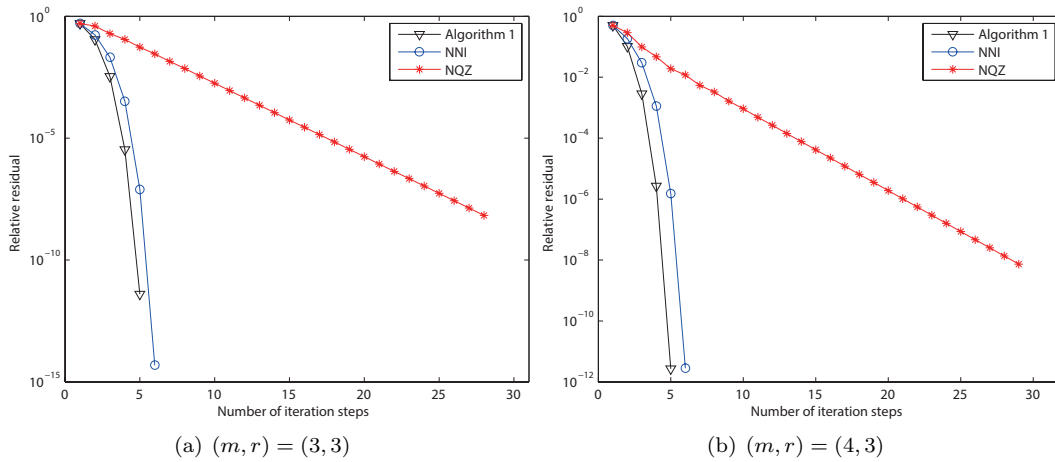 10^0
10^-5
10^-10
10^-15
Relative residual
0 5 10 15 20 25 30
Number of iteration steps
Algorithm 1
NNI
NQZ
(a) (m, r) = (3, 3)
10^0
10^-2
10^-4
10^-6
10^-8
10^-10
10^-12
Relative residual
0 5 10 15 20 25 30
Number of iteration steps
Algorithm 1
NNI
NQZ
(b) (m, r) = (4, 3)